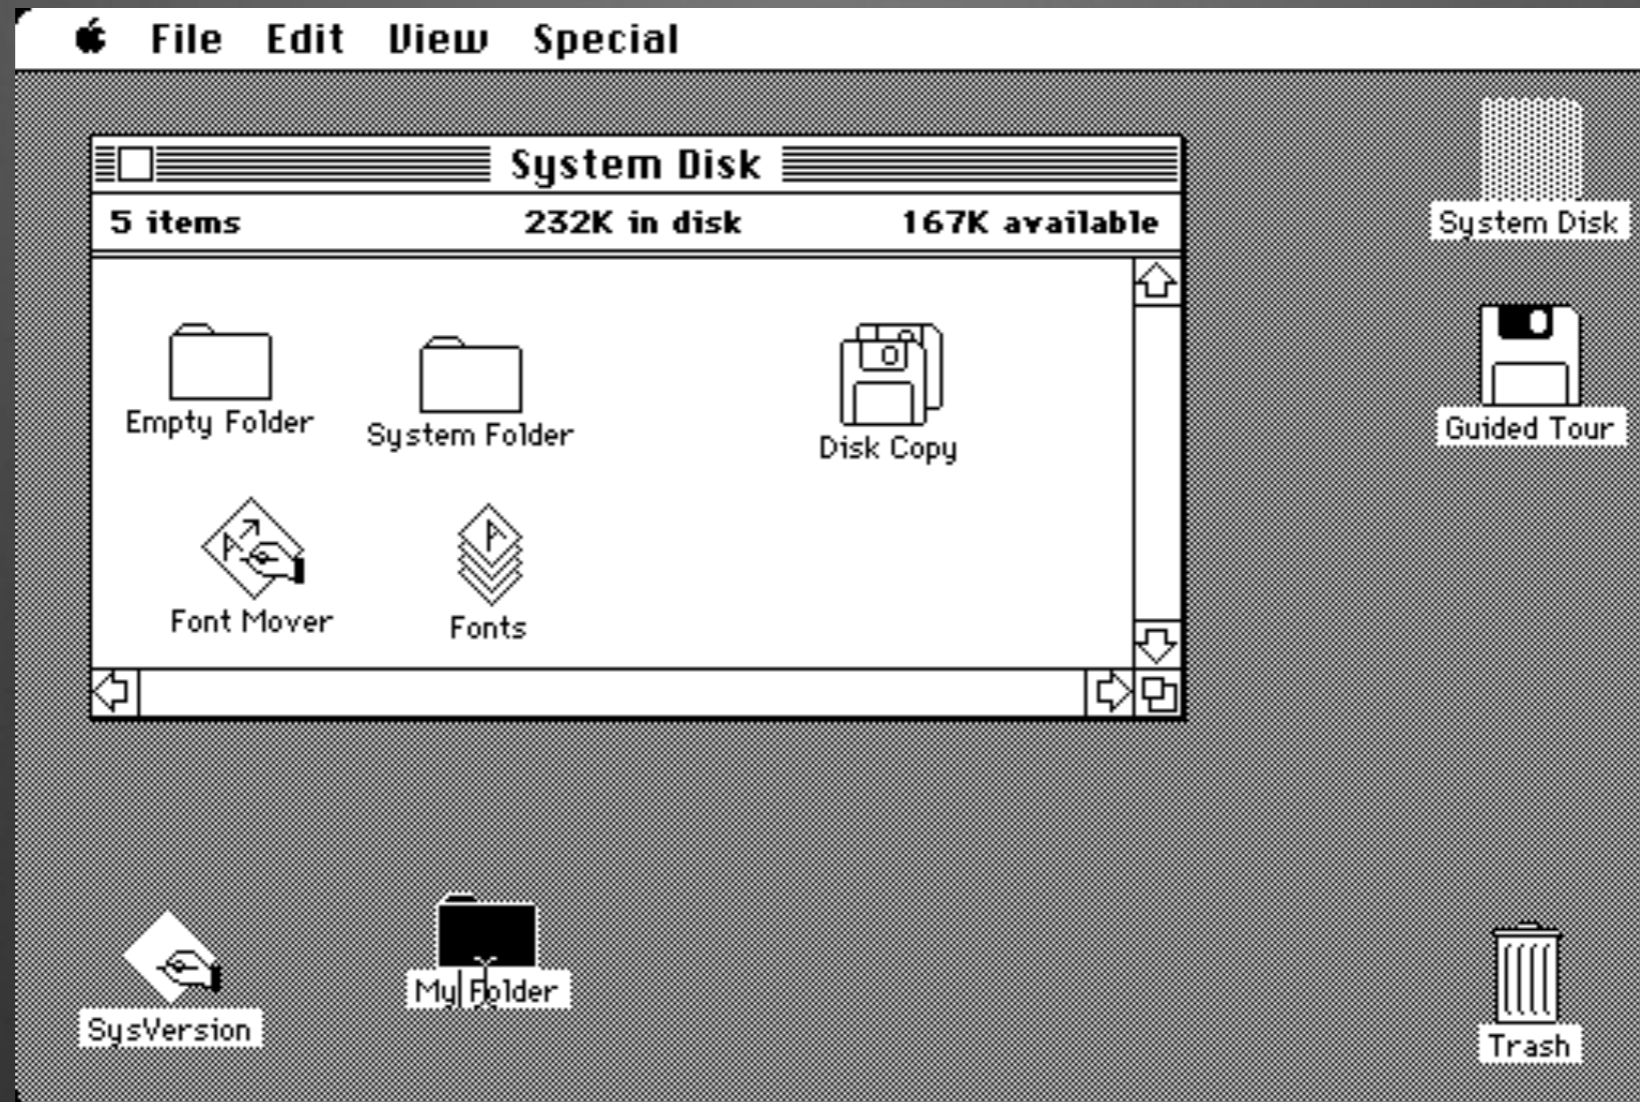 File Edit View Special
System Disk
5 items 232K in disk 167K available
System Disk
Empty Folder
System Folder
Disk Copy
Guided Tour
Font Mover
Fonts
SysVersion
My Folder
Trash